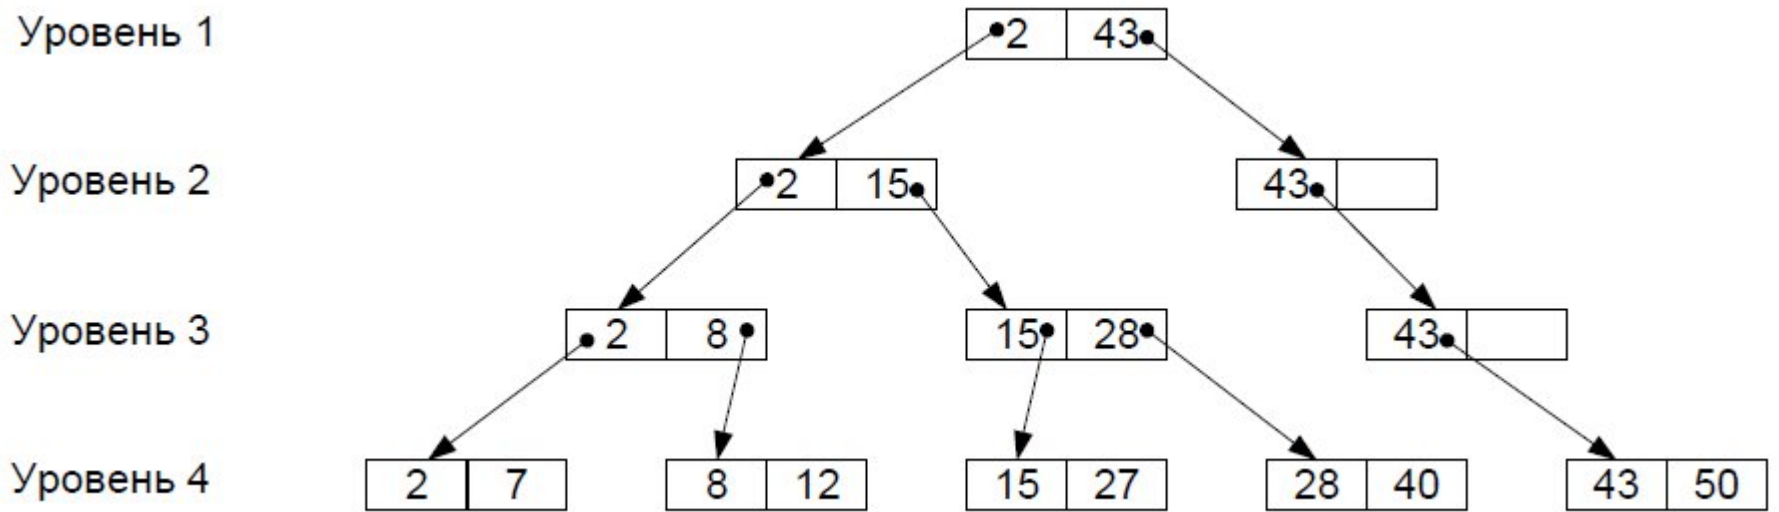 Уровень 1 2 43
Уровень 2 2 15 43
Уровень 3 2 8 15 28 43
Уровень 4 2 7 8 12 15 27 28 40 43 50